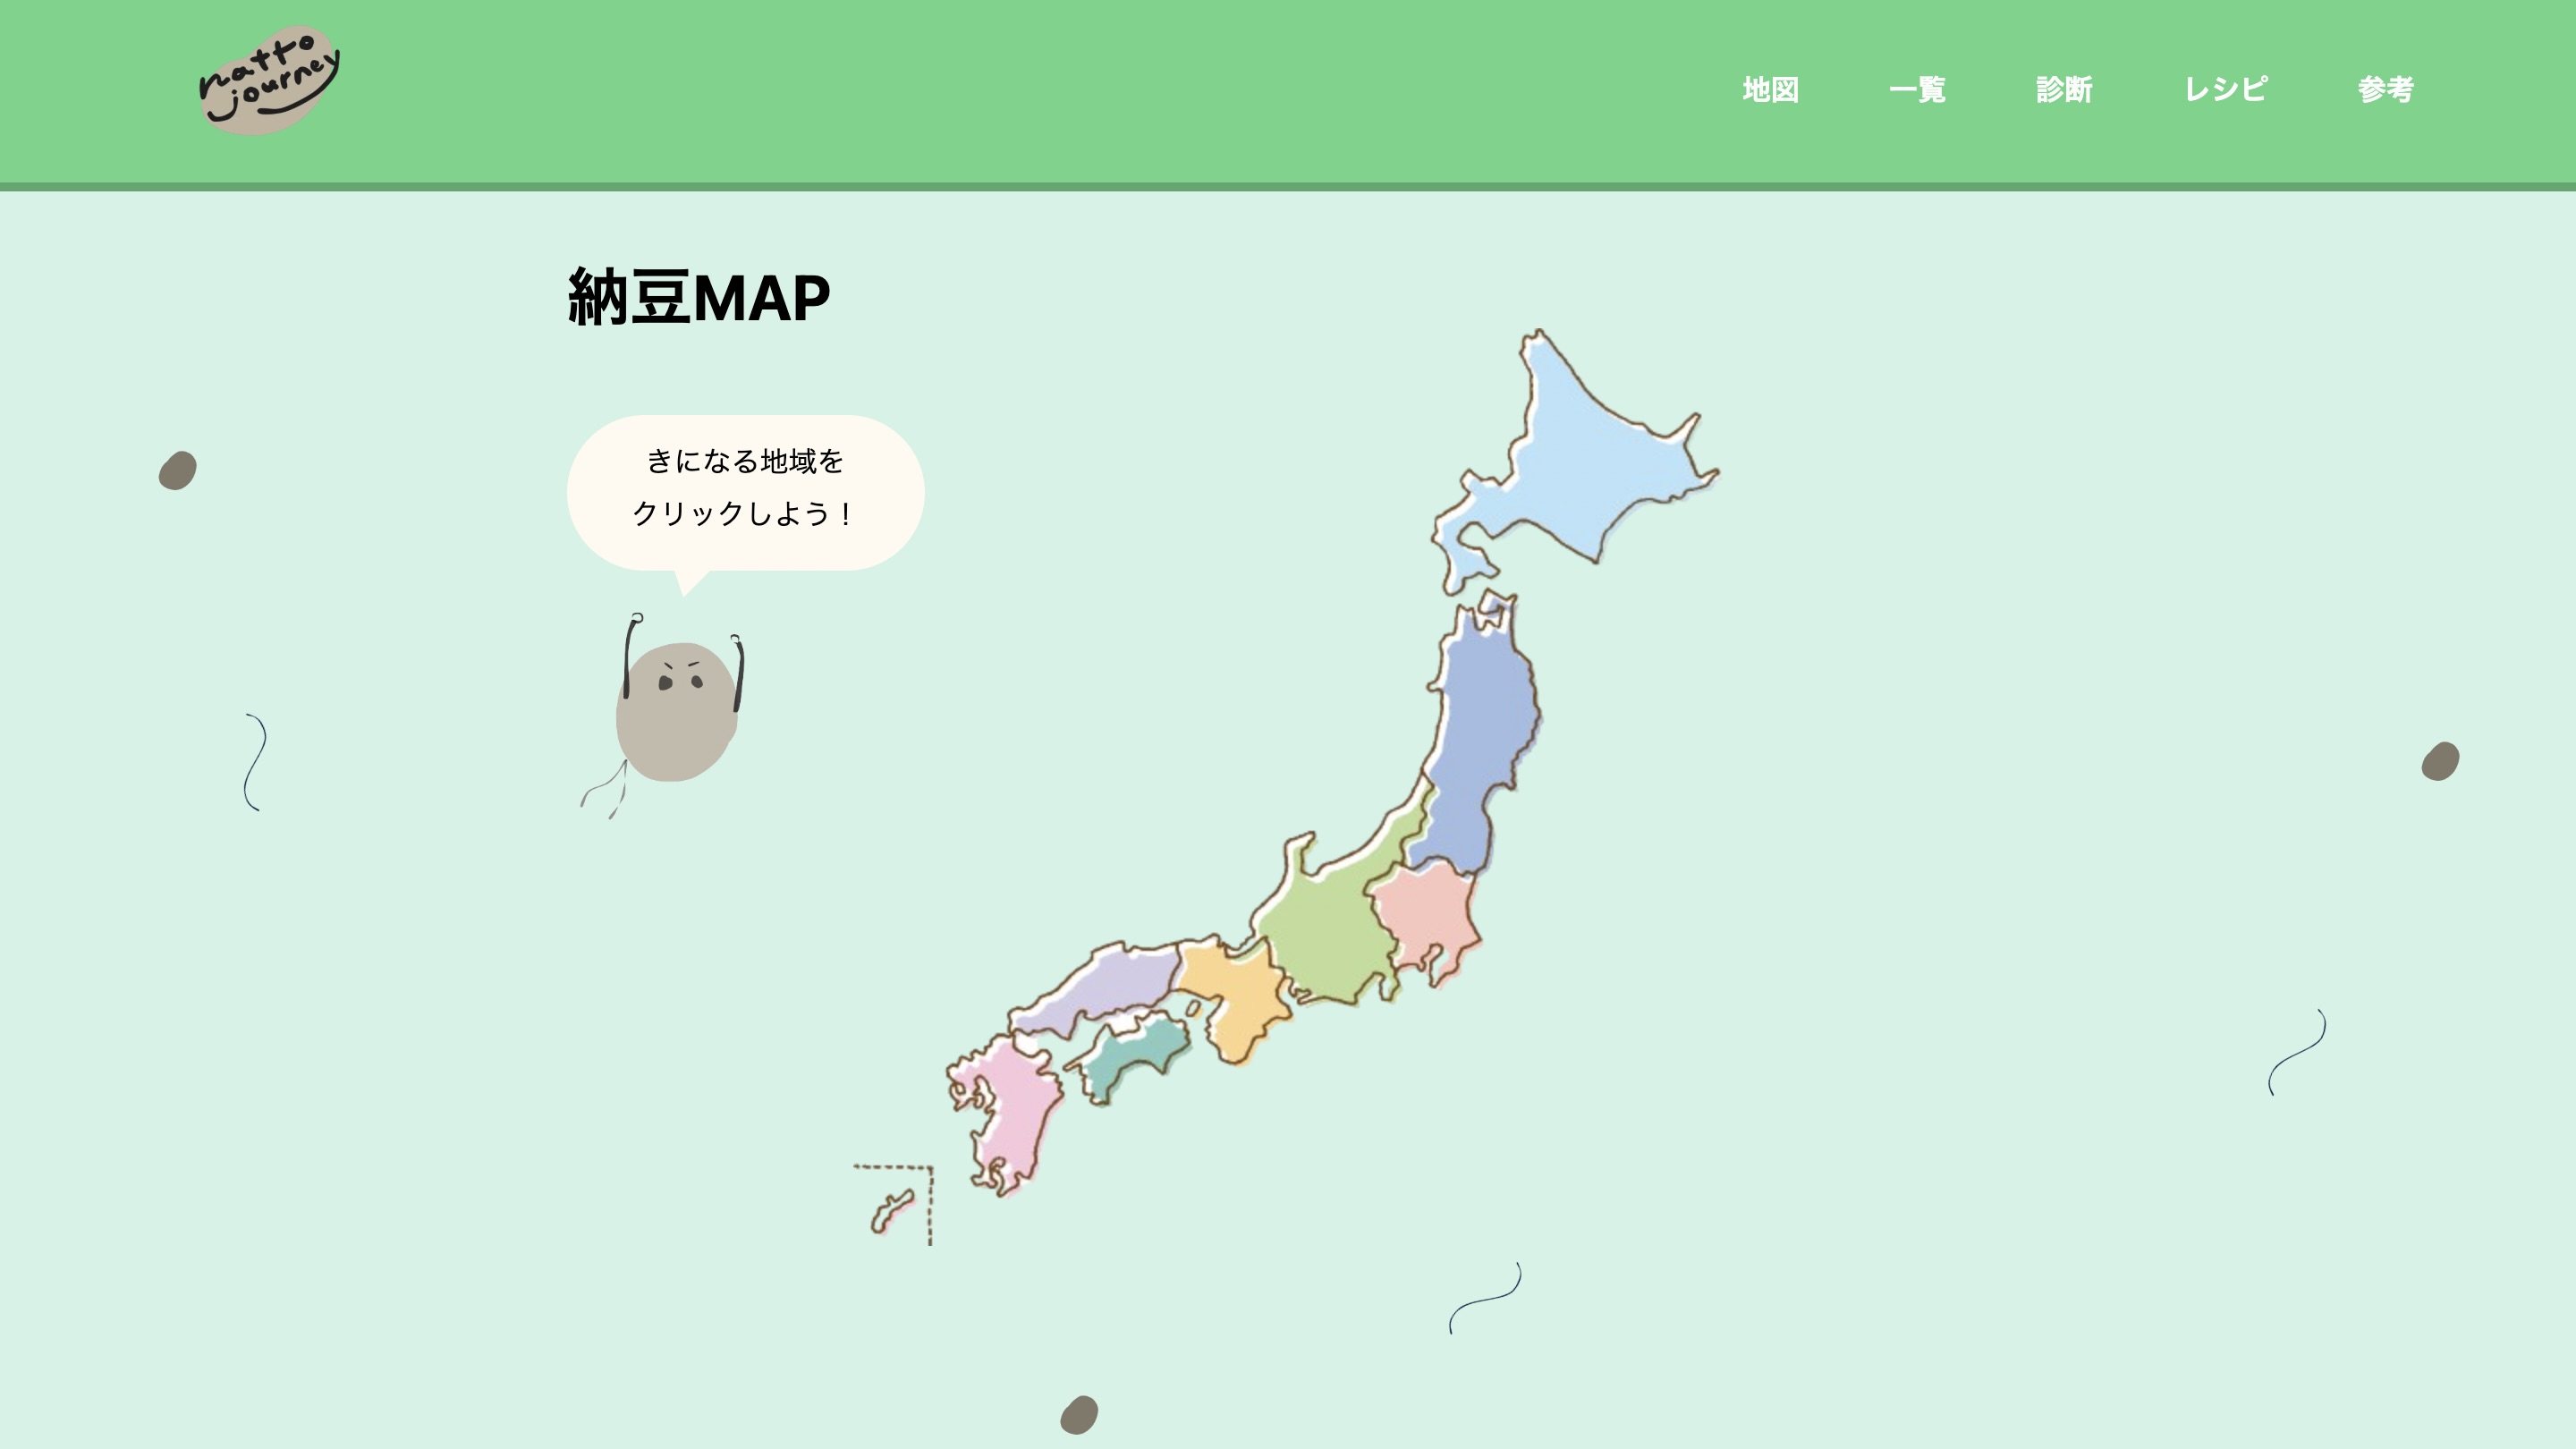 natto
journey
地図 一覧 診断 レシピ 参考
納豆MAP
きになる地域を
クリックしよう！